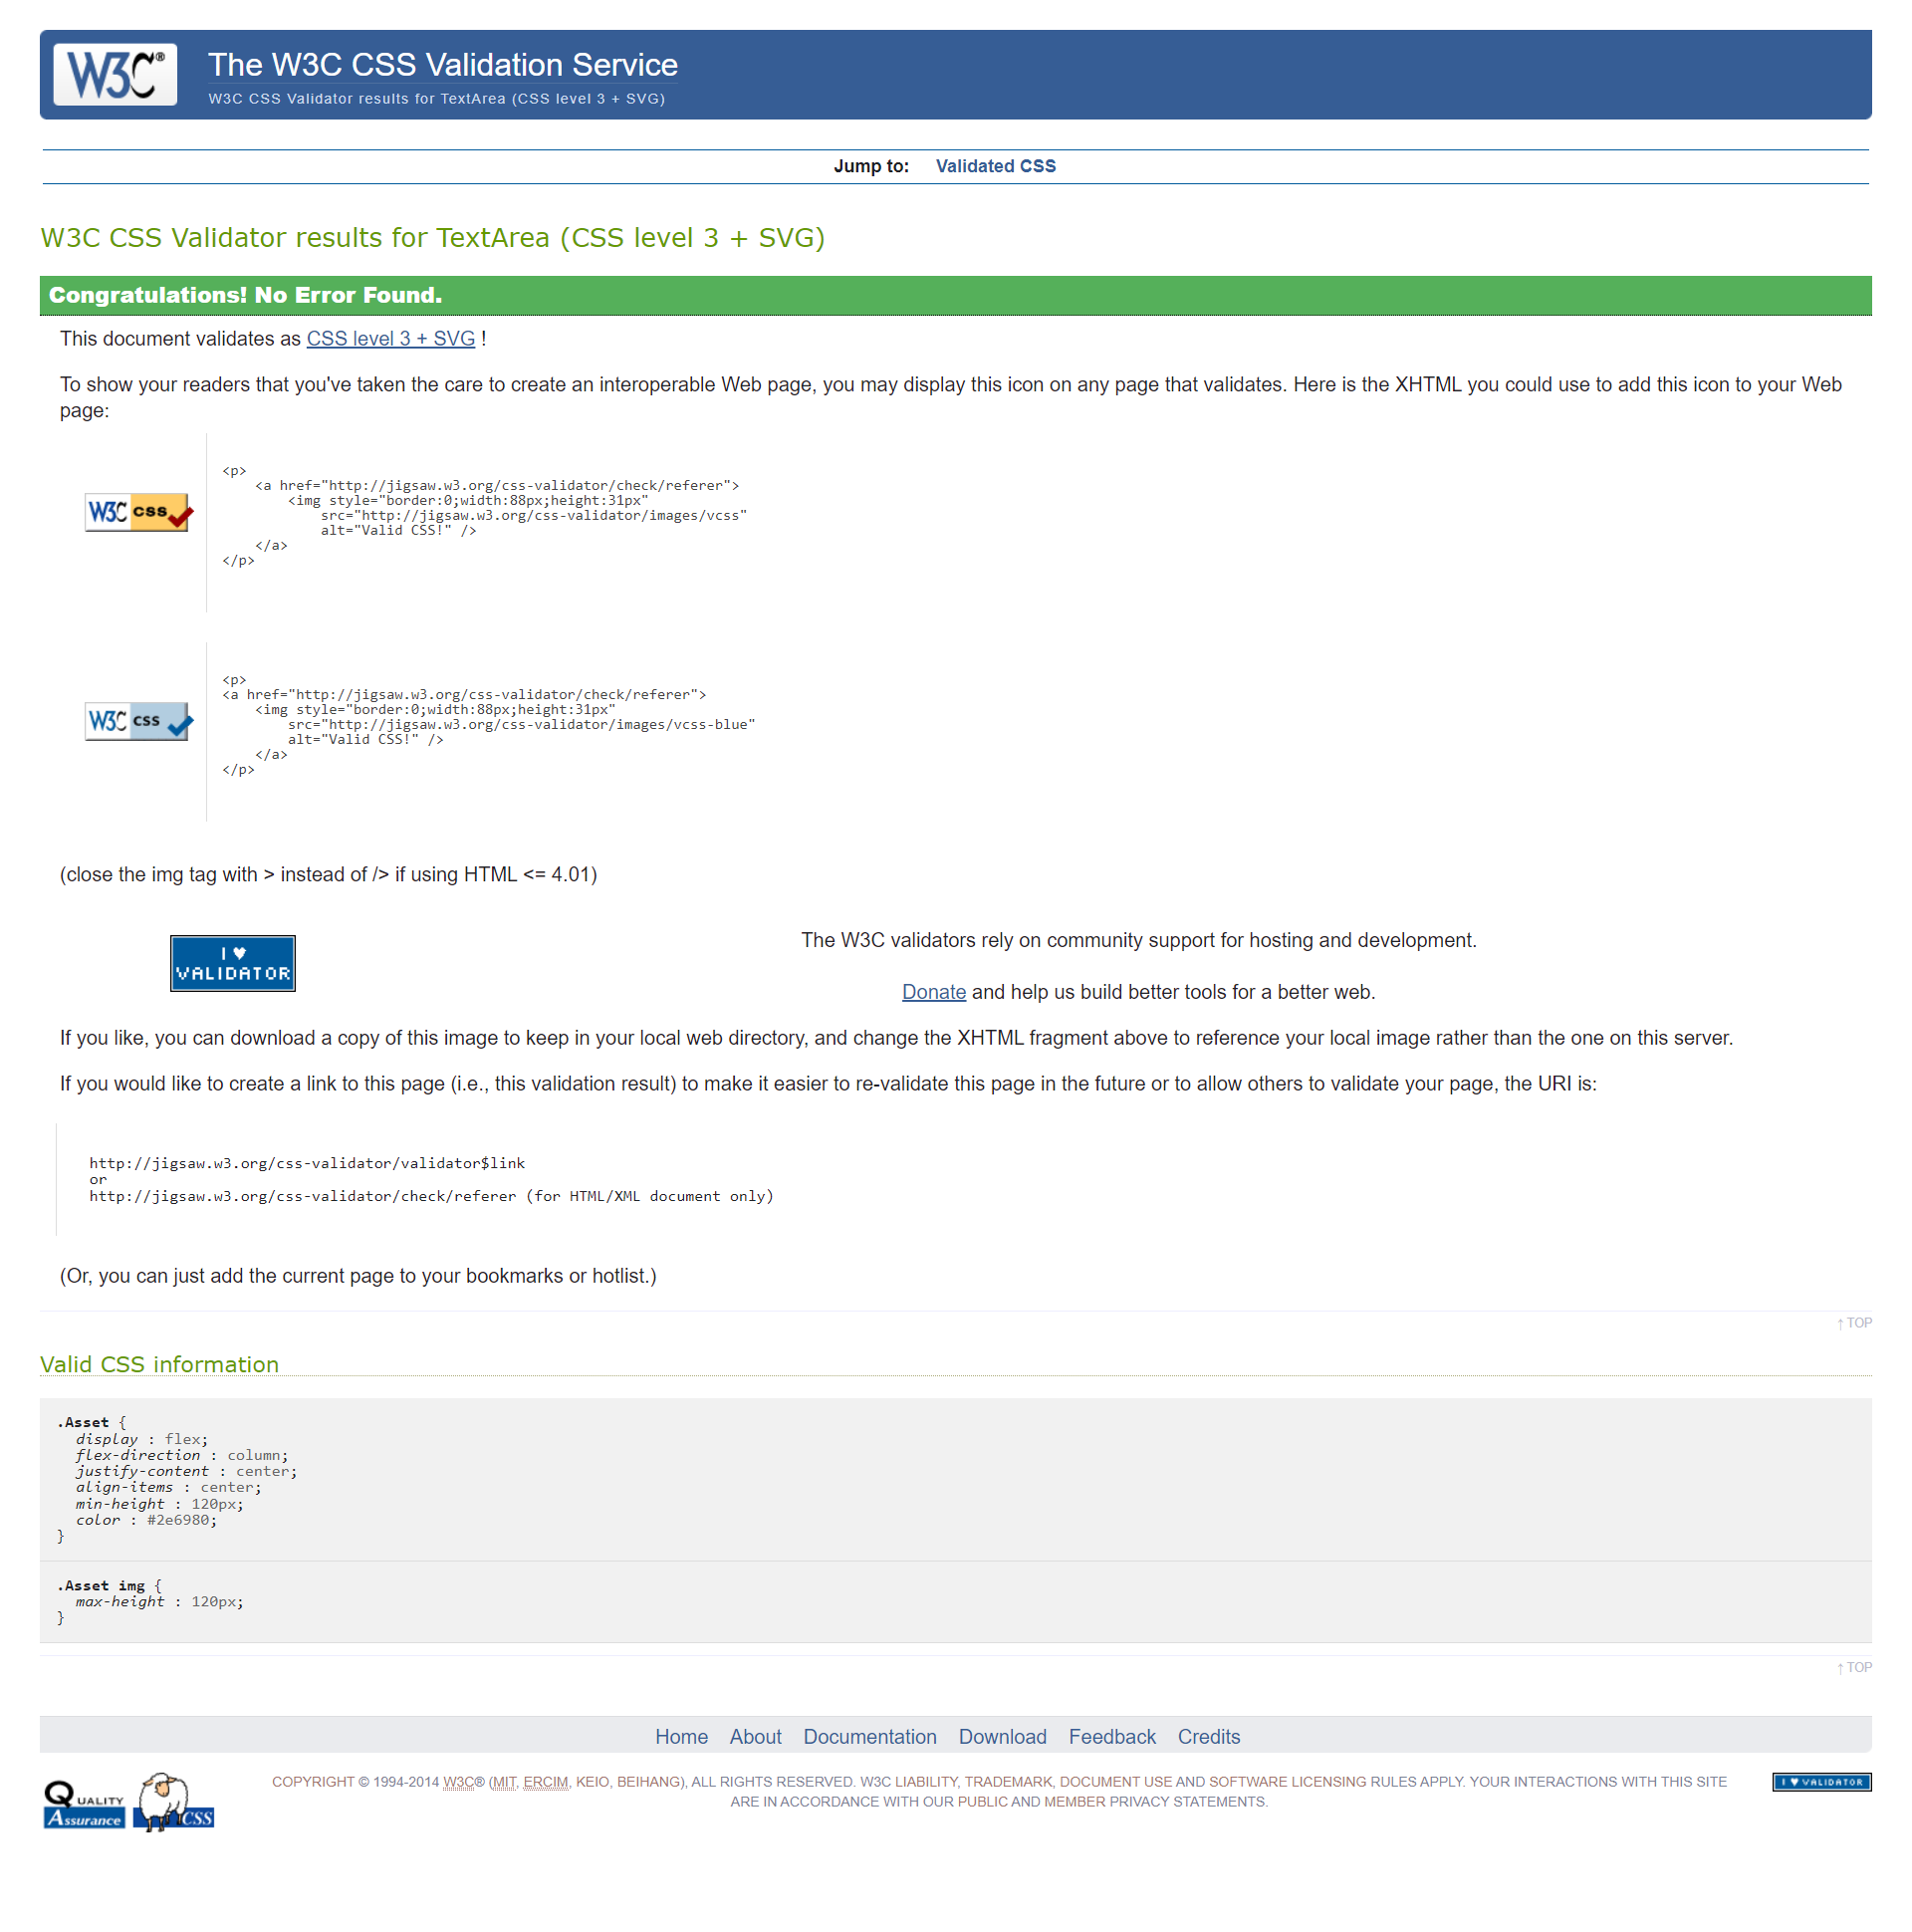 W3C®
The W3C CSS Validation Service
W3C CSS Validator results for TextArea (CSS level 3 + SVG)
Jump to: Validated CSS
W3C CSS Validator results for TextArea (CSS level 3 + SVG)
Congratulations! No Error Found.
This document validates as CSS level 3 + SVG !
To show your readers that you've taken the care to create an interoperable Web page, you may display this icon on any page that validates. Here is the XHTML you could use to add this icon to your Web
page:
W3C css
<p>
    <a href="http://jigsaw.w3.org/css-validator/check/referer">
        <img style="border:0;width:88px;height:31px"
            src="http://jigsaw.w3.org/css-validator/images/vcss"
            alt="Valid CSS!" />
    </a>
</p>
W3C css
<p>
<a href="http://jigsaw.w3.org/css-validator/check/referer">
    <img style="border:0;width:88px;height:31px"
        src="http://jigsaw.w3.org/css-validator/images/vcss-blue"
        alt="Valid CSS!" />
    </a>
</p>
(close the img tag with > instead of /> if using HTML <= 4.01)
I ♥
VALIDATOR
The W3C validators rely on community support for hosting and development.
Donate and help us build better tools for a better web.
If you like, you can download a copy of this image to keep in your local web directory, and change the XHTML fragment above to reference your local image rather than the one on this server.
If you would like to create a link to this page (i.e., this validation result) to make it easier to re-validate this page in the future or to allow others to validate your page, the URI is:
http://jigsaw.w3.org/css-validator/validator$link
or
http://jigsaw.w3.org/css-validator/check/referer (for HTML/XML document only)
(Or, you can just add the current page to your bookmarks or hotlist.)
↑ TOP
Valid CSS information
.Asset {
  display : flex;
  flex-direction : column;
  justify-content : center;
  align-items : center;
  min-height : 120px;
  color : #2e6980;
}
.Asset img {
  max-height : 120px;
}
↑ TOP
Home About Documentation Download Feedback Credits
QUALITY
Assurance CSS
COPYRIGHT © 1994-2014 W3C® (MIT, ERCIM, KEIO, BEIHANG), ALL RIGHTS RESERVED. W3C LIABILITY, TRADEMARK, DOCUMENT USE AND SOFTWARE LICENSING RULES APPLY. YOUR INTERACTIONS WITH THIS SITE
ARE IN ACCORDANCE WITH OUR PUBLIC AND MEMBER PRIVACY STATEMENTS.
I ♥ VALIDATOR